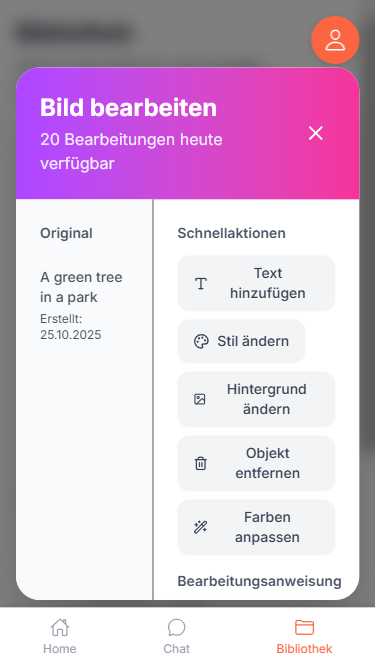 Bild bearbeiten
20 Bearbeitungen heute
verfügbar
Original
A green tree
in a park
Erstellt:
25.10.2025
Schnellaktionen
Text
hinzufügen
Stil ändern
Hintergrund
ändern
Objekt
entfernen
Farben
anpassen
Bearbeitungsanweisung
Home
Chat
Bibliothek